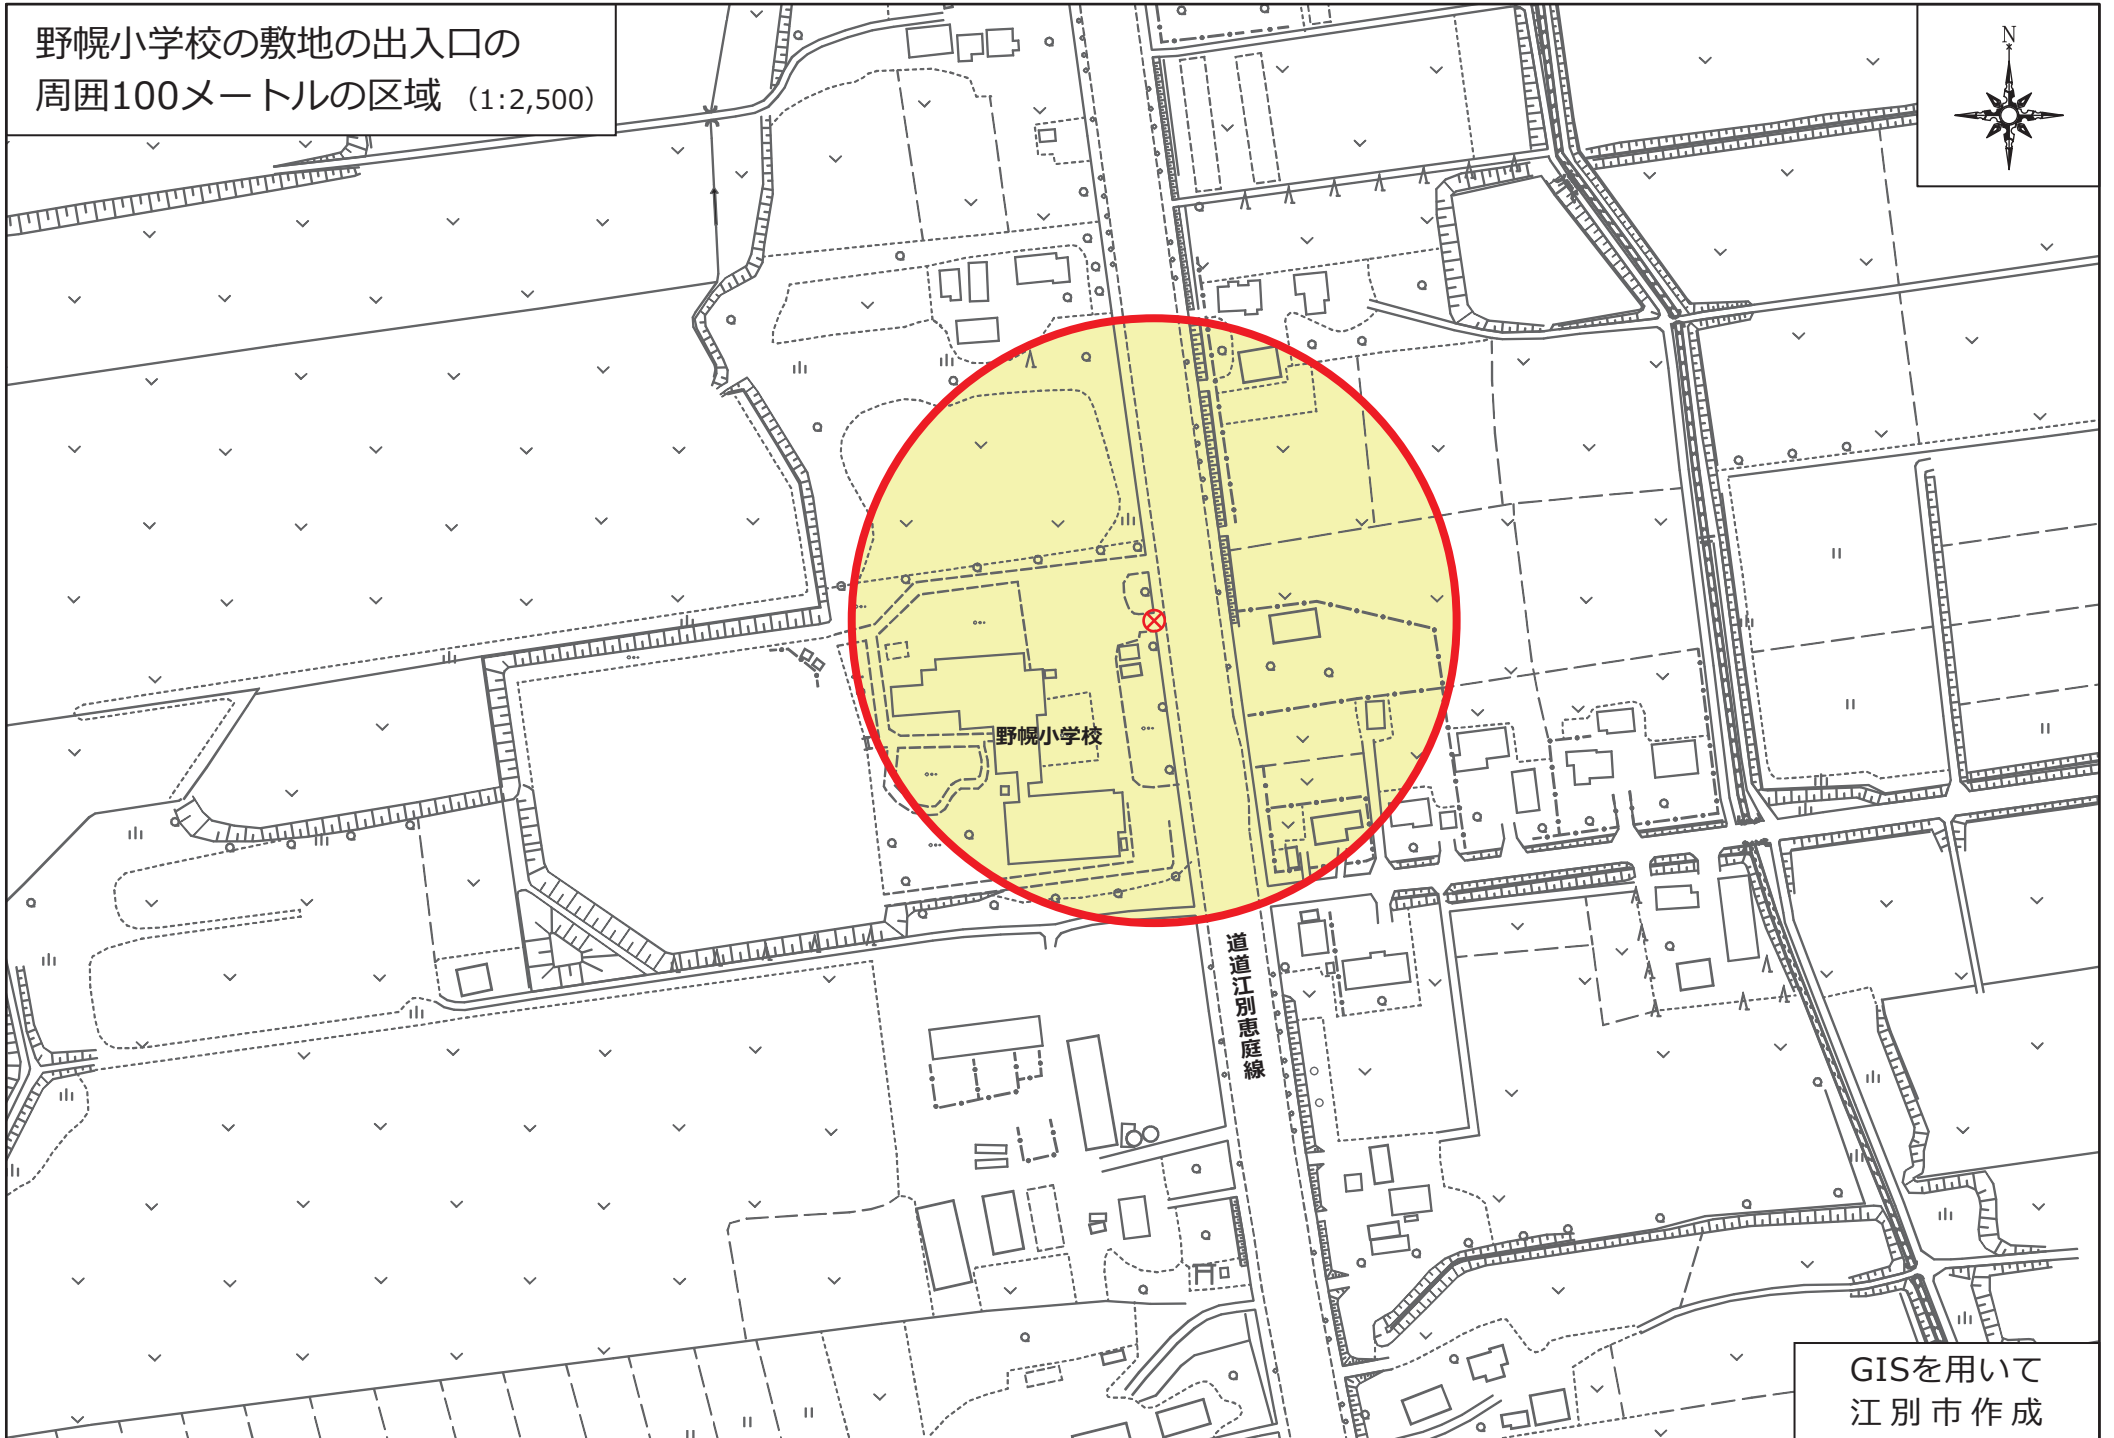 野幌小学校の敷地の出入口の
周囲100メートルの区域 （1:2,500）
N
野幌小学校
道道江別恵庭線
GISを用いて
江別市作成